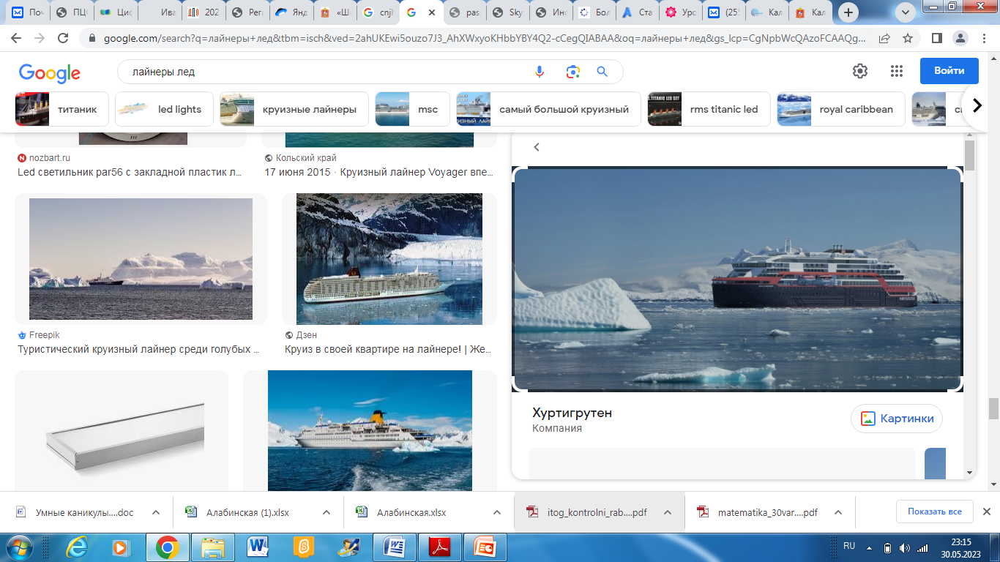 Поч
ПЦ
Циф
Ива
202
Реги
Янд
«Ш
cnjl
pas
Sky
Инс
Бол
Ста
Урс
(25
Кал
Кал
google.com/search?q=лайнеры+лед&tbm=isch&ved=2ahUKEwi5ouzo7J3_AhXWxyoKHbbYBY4Q2-cCegQIABAA&oq=лайнеры+лед&gs_lcp=CgNpbWcQAzoFCAAQg...
Google
лайнеры лед
Войти
титаник
led lights
круизные лайнеры
msc
самый большой круизный
rms titanic led
royal caribbean
nozbart.ru
Led светильник par56 с закладной пластик л...
Кольский край
17 июня 2015 · Круизный лайнер Voyager впе...
Freepik
Туристический круизный лайнер среди голубых ...
Дзен
Круиз в своей квартире на лайнере! | Же...
Хуртигрутен
Компания
Картинки
Умные каникулы....doc
Алабинская (1).xlsx
Алабинская.xlsx
itog_kontrolni_rab....pdf
matematika_30var....pdf
Показать все
RU
23:15
30.05.2023